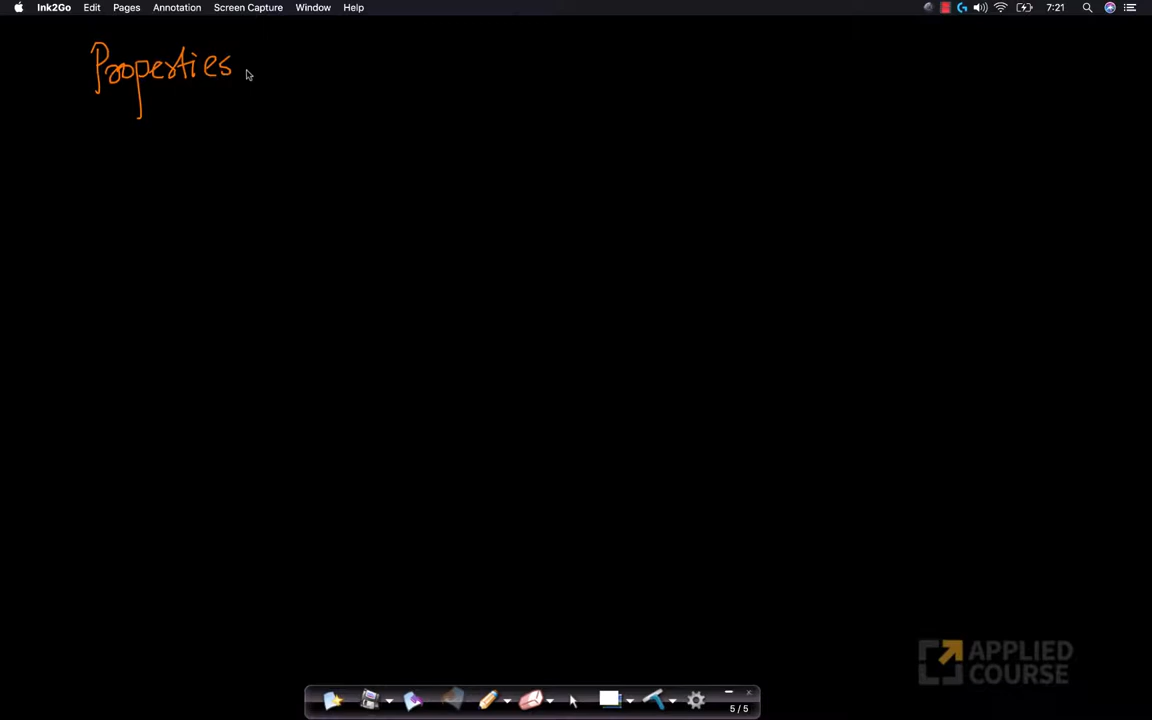 Ink2Go Edit Pages Annotation Screen Capture Window Help 7:21
Properties
APPLIED
COURSE
5 / 5